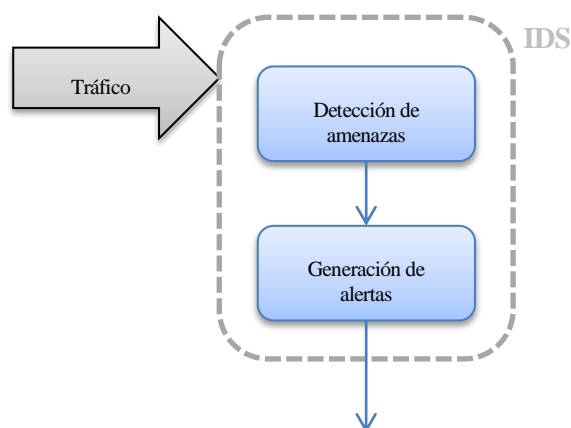 IDS
Tráfico
Detección de
amenazas
Generación de
alertas